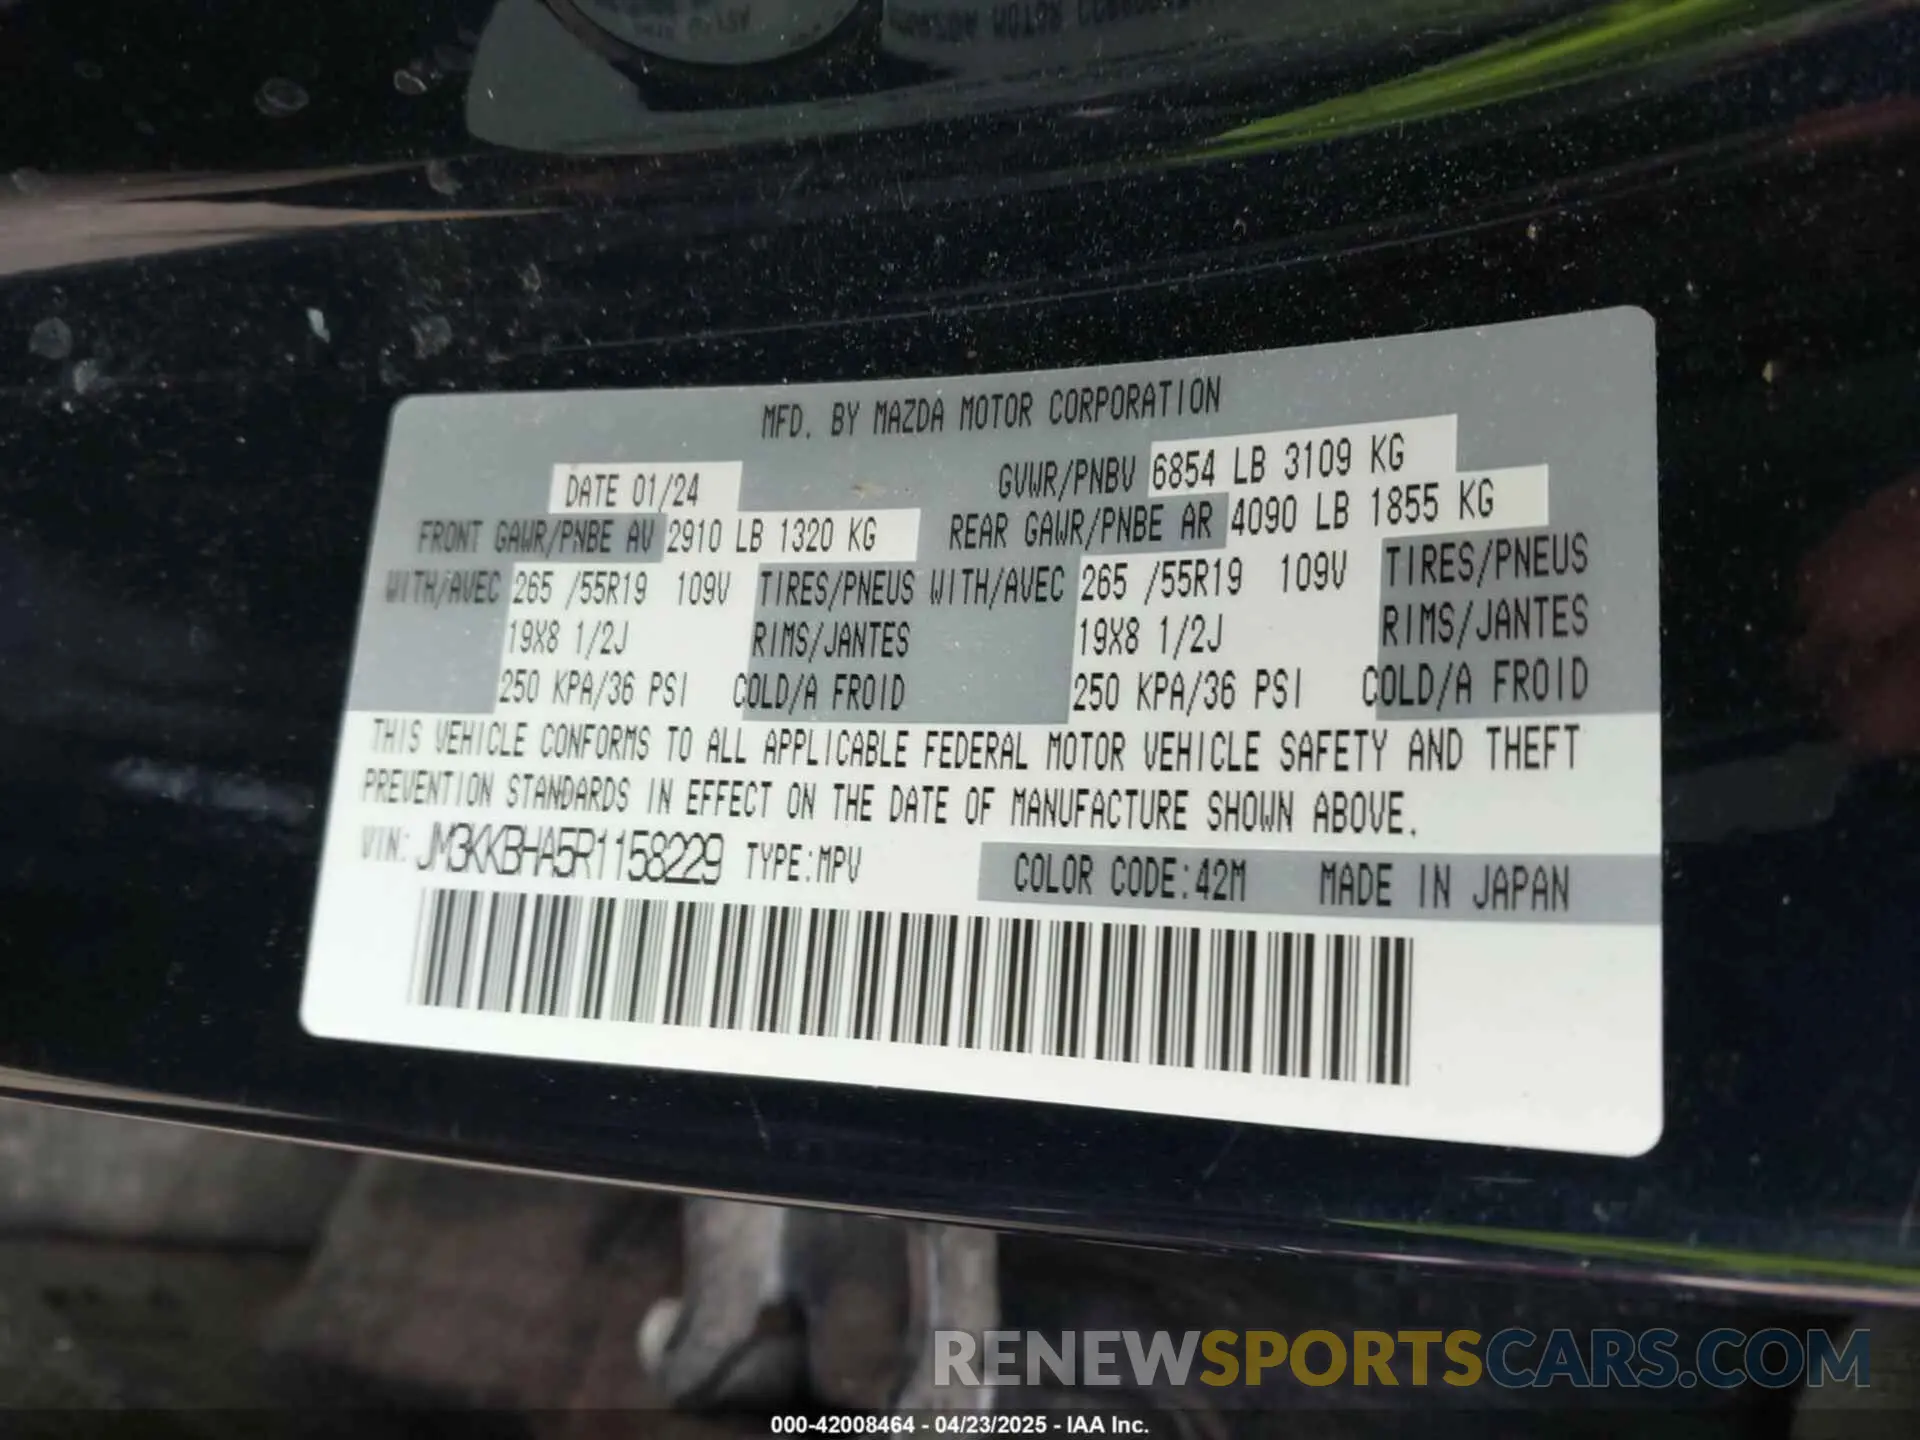 MFD. BY MAZDA MOTOR CORPORATION
DATE 01/24 GVWR/PNBV 6854 LB 3109 KG
FRONT GAWR/PNBE AV 2910 LB 1320 KG REAR GAWR/PNBE AR 4090 LB 1855 KG
WITH/AVEC 265 /55R19 109V TIRES/PNEUS WITH/AVEC 265 /55R19 109V TIRES/PNEUS
19X8 1/2J RIMS/JANTES 19X8 1/2J RIMS/JANTES
250 KPA/36 PSI COLD/A FROID 250 KPA/36 PSI COLD/A FROID
THIS VEHICLE CONFORMS TO ALL APPLICABLE FEDERAL MOTOR VEHICLE SAFETY AND THEFT
PREVENTION STANDARDS IN EFFECT ON THE DATE OF MANUFACTURE SHOWN ABOVE.
VIN: JM3KKBHA5R1158229 TYPE:MPV COLOR CODE:42M MADE IN JAPAN
RENEWSPORTSCARS.COM
000-42008464 - 04/23/2025 - IAA Inc.